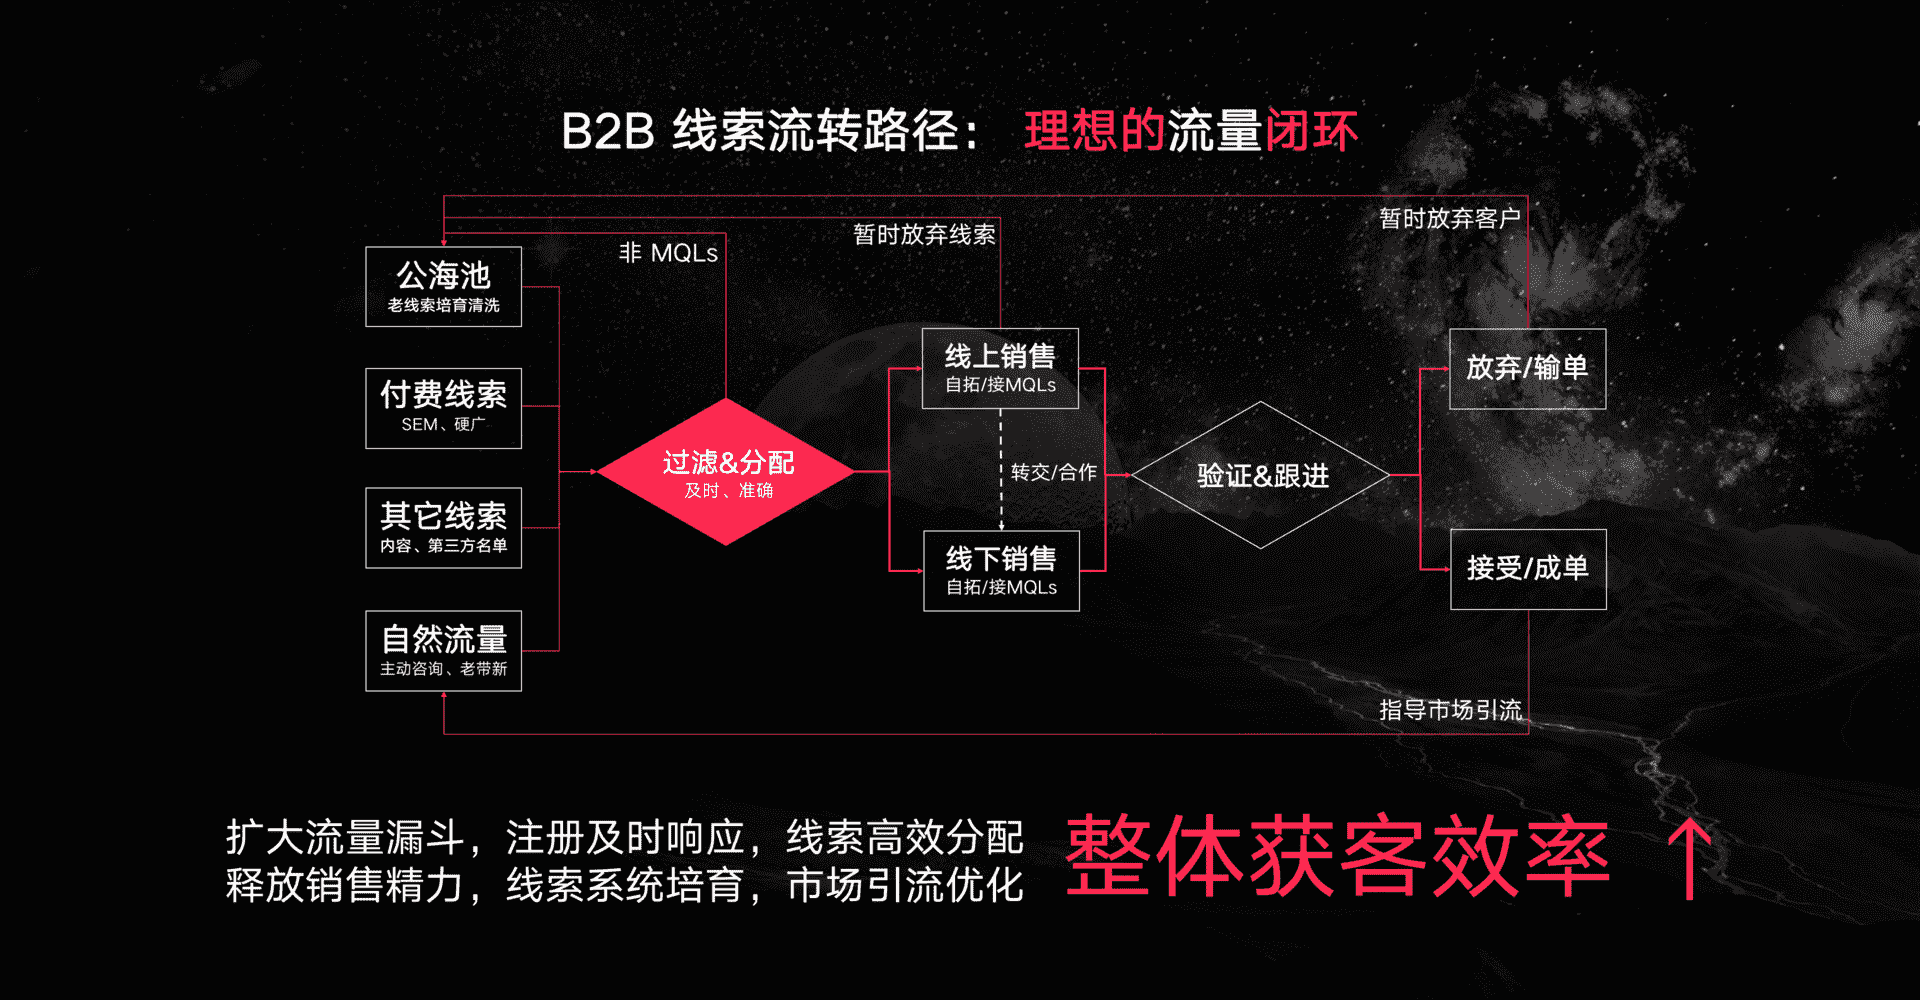 B2B 线索流转路径： 理想的流量闭环
暂时放弃客户
暂时放弃线索
非 MQLs
公海池
老线索培育清洗
付费线索
SEM、硬广
其它线索
内容、第三方名单
自然流量
主动咨询、老带新
过滤&分配
及时、准确
线上销售
自拓/接MQLs
转交/合作
线下销售
自拓/接MQLs
验证&跟进
放弃/输单
接受/成单
指导市场引流
扩大流量漏斗，注册及时响应，线索高效分配
释放销售精力，线索系统培育，市场引流优化
整体获客效率 ↑